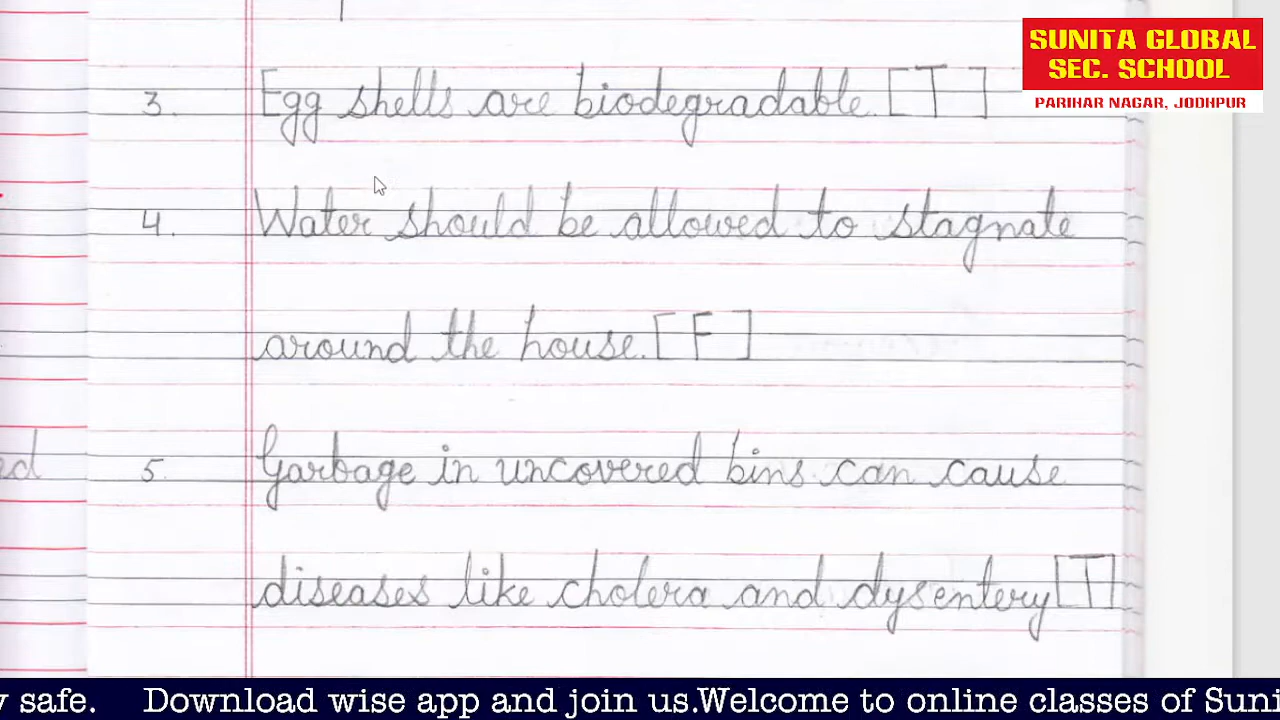 SUNITA GLOBAL
SEC. SCHOOL
PARIHAR NAGAR, JODHPUR
3. Egg shells are biodegradable. [T]
4. Water should be allowed to stagnate
around the house. [F]
ed
5. Garbage in uncovered bins can cause
diseases like cholera and dysentery [T]
y safe. Download wise app and join us.Welcome to online classes of Suni